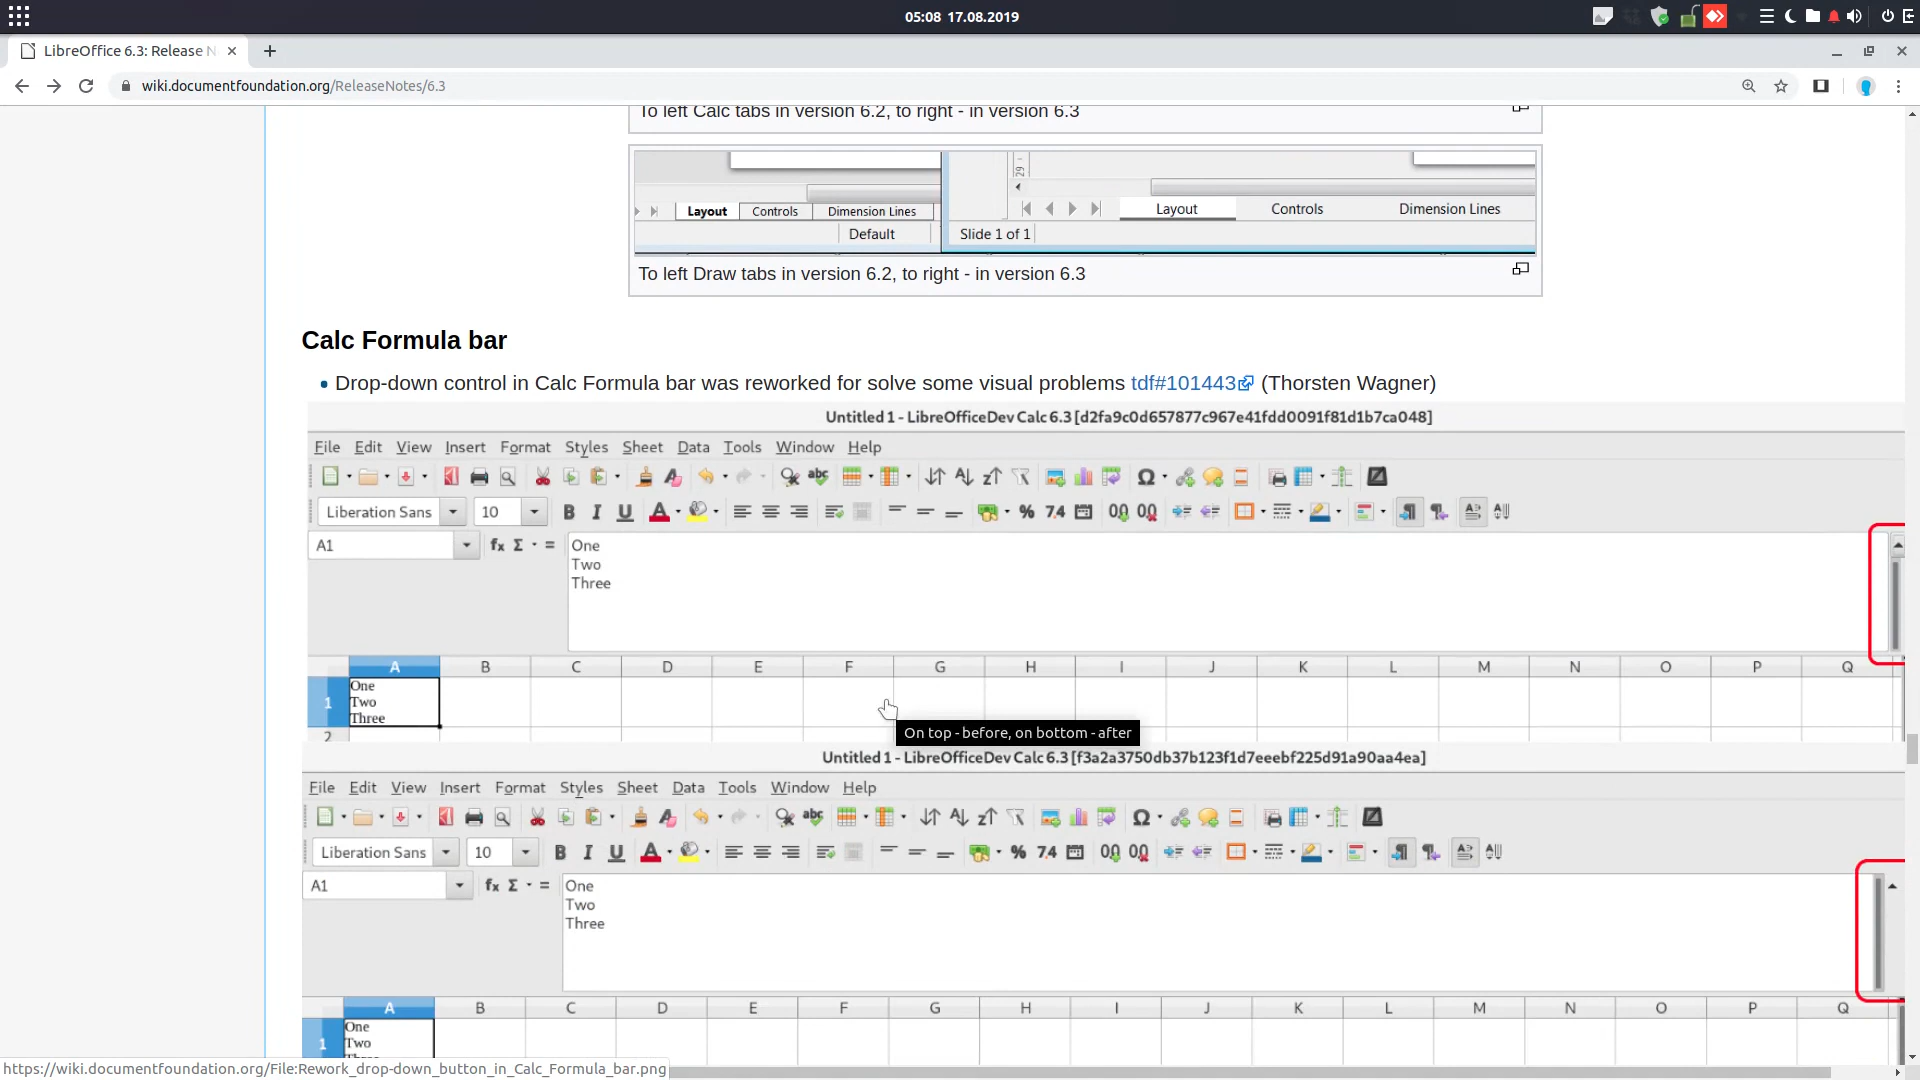 05:08 17.08.2019
LibreOffice 6.3: Release N
wiki.documentfoundation.org/ReleaseNotes/6.3
To left Calc tabs in version 6.2, to right - in version 6.3
29
Layout Controls Dimension Lines
Layout Controls Dimension Lines
Default
Slide 1 of 1
To left Draw tabs in version 6.2, to right - in version 6.3
Calc Formula bar
• Drop-down control in Calc Formula bar was reworked for solve some visual problems tdf#101443 (Thorsten Wagner)
Untitled 1 - LibreOfficeDev Calc 6.3 [d2fa9c0d657877c967e41fdd0091f81d1b7ca048]
File Edit View Insert Format Styles Sheet Data Tools Window Help
Liberation Sans 10
A1
One
Two
Three
A B C D E F G H I J K L M N O P Q
1
One
Two
Three
2
On top - before, on bottom - after
Untitled 1 - LibreOfficeDev Calc 6.3 [f3a2a3750db37b123f1d7eeebf225d91a90aa4ea]
File Edit View Insert Format Styles Sheet Data Tools Window Help
Liberation Sans 10
A1
One
Two
Three
A B C D E F G H I J K L M N O P Q
1
One
Two
Three
https://wiki.documentfoundation.org/File:Rework_drop-down_button_in_Calc_Formula_bar.png